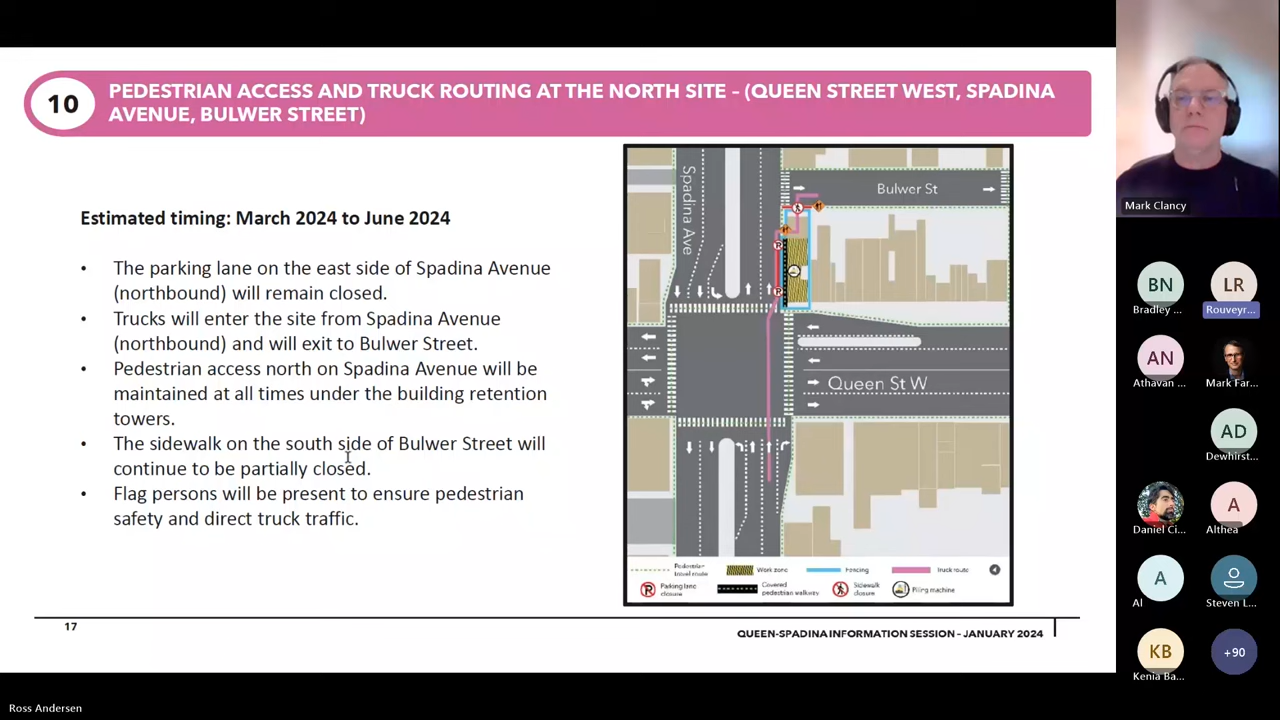 10
PEDESTRIAN ACCESS AND TRUCK ROUTING AT THE NORTH SITE – (QUEEN STREET WEST, SPADINA
AVENUE, BULWER STREET)
Estimated timing: March 2024 to June 2024
• The parking lane on the east side of Spadina Avenue
(northbound) will remain closed.
• Trucks will enter the site from Spadina Avenue
(northbound) and will exit to Bulwer Street.
• Pedestrian access north on Spadina Avenue will be
maintained at all times under the building retention
towers.
• The sidewalk on the south side of Bulwer Street will
continue to be partially closed.
• Flag persons will be present to ensure pedestrian
safety and direct truck traffic.
Spadina Ave
Bulwer St
Queen St W
Pedestrian
travel route
Work zone
Fencing
Truck route
Parking lane
closure
Covered
pedestrian walkway
Sidewalk
closure
Piling machine
17
QUEEN-SPADINA INFORMATION SESSION – JANUARY 2024
Mark Clancy
BN
Bradley ...
LR
Rouveyr...
AN
Athavan ...
Mark Far...
AD
Dewhirst...
Daniel Ci...
A
Althea
A
Al
Steven L...
KB
Kenia Ba...
+90
Ross Andersen